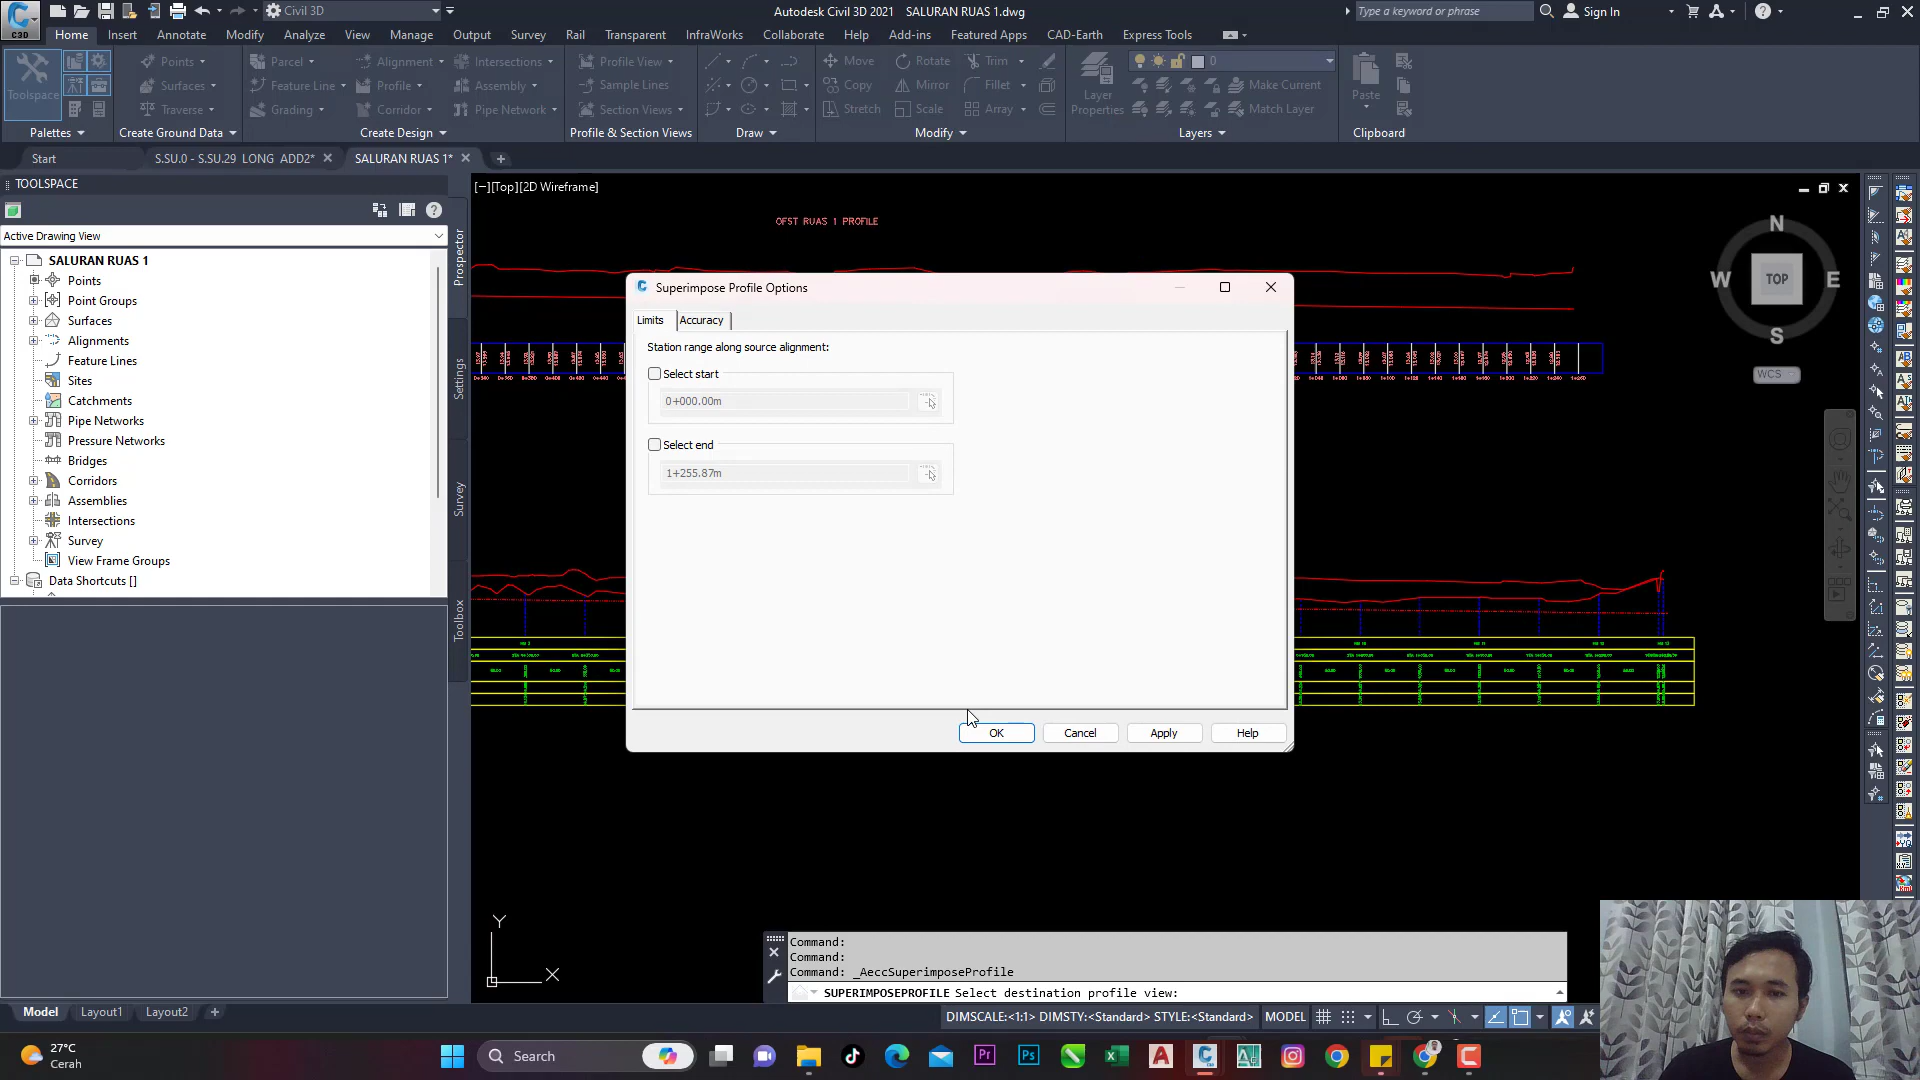 Civil 3D
Autodesk Civil 3D 2021 SALURAN RUAS 1.dwg
Type a keyword or phrase
Sign In
C3D
Home Insert Annotate Modify Analyze View Manage Output Survey Rail Transparent InfraWorks Collaborate Help Add-ins Featured Apps CAD-Earth Express Tools
Toolspace
Points
Surfaces
Traverse
Parcel
Feature Line
Grading
Alignment
Profile
Corridor
Intersections
Assembly
Pipe Network
Profile View
Sample Lines
Section Views
Move
Copy
Stretch
Rotate
Mirror
Scale
Trim
Fillet
Array
Layer
Properties
0
Make Current
Match Layer
Paste
Palettes
Create Ground Data
Create Design
Profile & Section Views
Draw
Modify
Layers
Clipboard
Start
S.SU.0 - S.SU.29 LONG ADD2*
SALURAN RUAS 1*
TOOLSPACE
Active Drawing View
SALURAN RUAS 1
Points
Point Groups
Surfaces
Alignments
Feature Lines
Sites
Catchments
Pipe Networks
Pressure Networks
Bridges
Corridors
Assemblies
Intersections
Survey
View Frame Groups
Data Shortcuts []
Prospector
Settings
Survey
Toolbox
[−][Top][2D Wireframe]
OFST RUAS 1 PROFILE
N
W
TOP
E
S
WCS
Superimpose Profile Options
Limits
Accuracy
Station range along source alignment:
Select start
0+000.00m
Select end
1+255.87m
OK
Cancel
Apply
Help
Y
X
Command:
Command:
Command: _AeccSuperimposeProfile
SUPERIMPOSEPROFILE Select destination profile view:
Model
Layout1
Layout2
DIMSCALE:<1:1> DIMSTY:<Standard> STYLE:<Standard>
MODEL
27°C
Cerah
Search